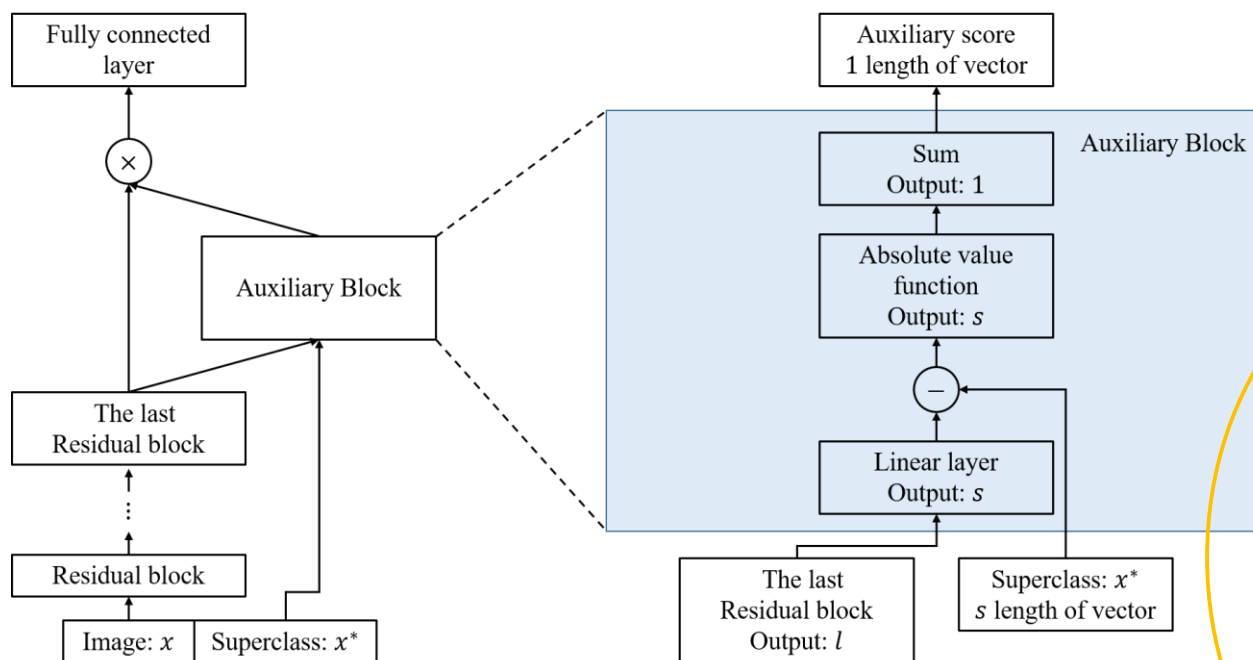 Fully connected
layer
×
Auxiliary Block
The last
Residual block
...
Residual block
Image: x
Superclass: x*
Auxiliary score
1 length of vector
Auxiliary Block
Sum
Output: 1
Absolute value
function
Output: s
−
Linear layer
Output: s
The last
Residual block
Output: l
Superclass: x*
s length of vector